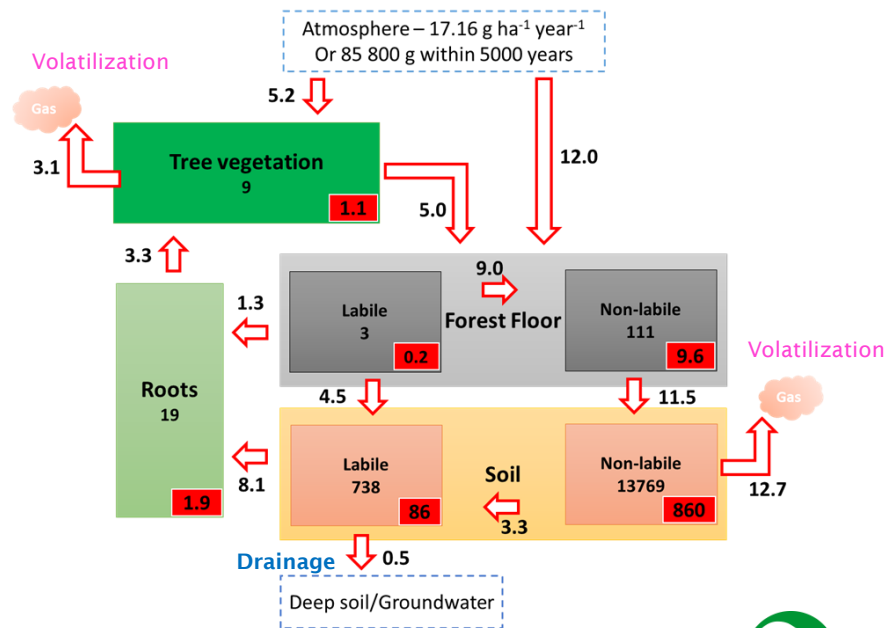 Atmosphere – 17.16 g ha-1 year-1
Or 85 800 g within 5000 years
Volatilization
Gas
5.2
3.1
Tree vegetation
9
1.1
12.0
5.0
3.3
9.0
1.3
Labile
3
0.2
Forest Floor
Non-labile
111
9.6
Volatilization
Gas
Roots
19
1.9
4.5
11.5
8.1
Labile
738
86
Soil
3.3
Non-labile
13769
860
12.7
Drainage
0.5
Deep soil/Groundwater